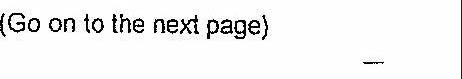 (Go on to the next page)